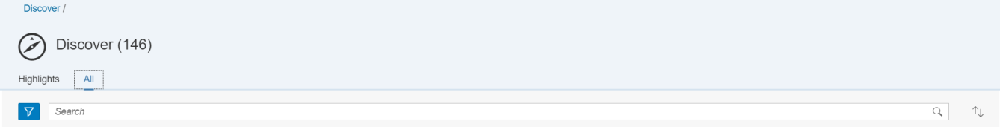 Discover /
Discover (146)
Highlights All
Search